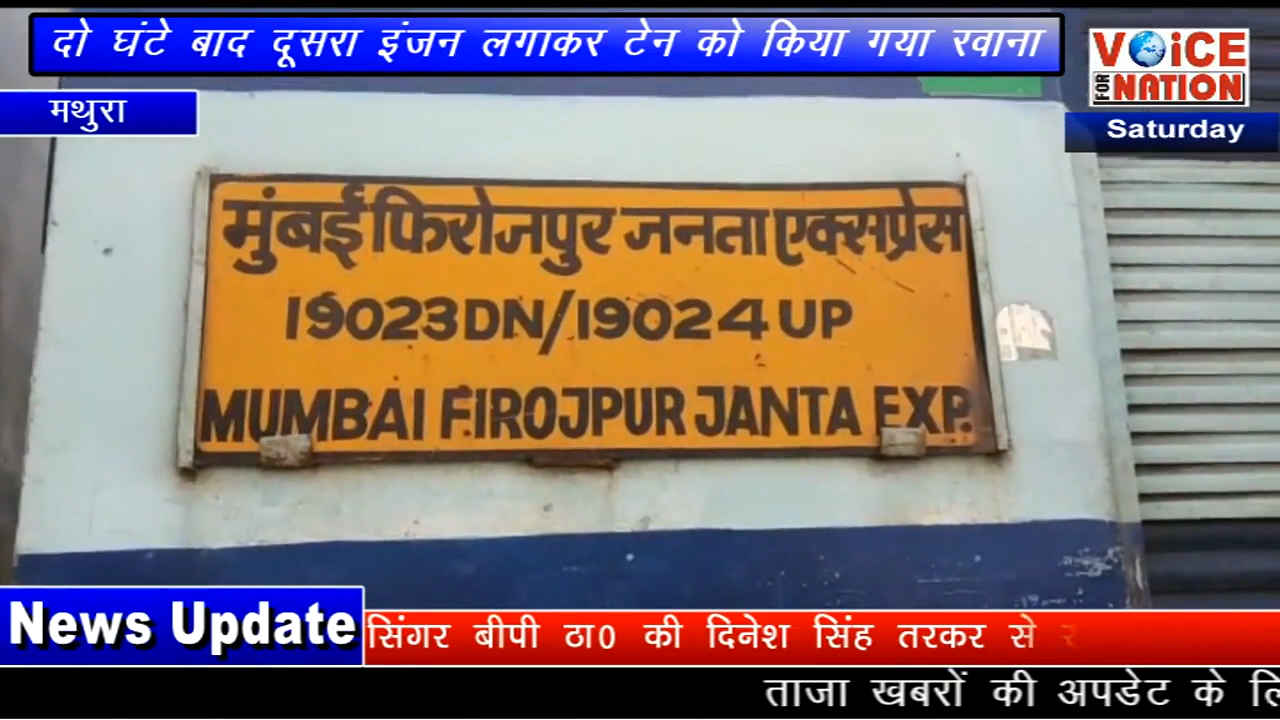 दो घंटे बाद दूसरा इंजन लगाकर टेन को किया गया रवाना
VOiCE
FOR NATION
मथुरा
Saturday
मुंबई फिरोजपुर जनता एक्सप्रेस
19023DN/19024 UP
MUMBAI FIROJPUR JANTA EXP.
News Update
सिंगर बीपी ठा0 की दिनेश सिंह तरकर से
ताजा खबरों की अपडेट के लि